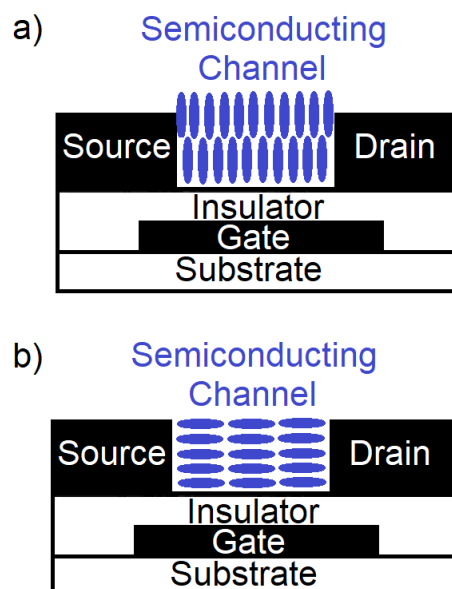 a)
Semiconducting
Channel
Source
Drain
Insulator
Gate
Substrate
b)
Semiconducting
Channel
Source
Drain
Insulator
Gate
Substrate